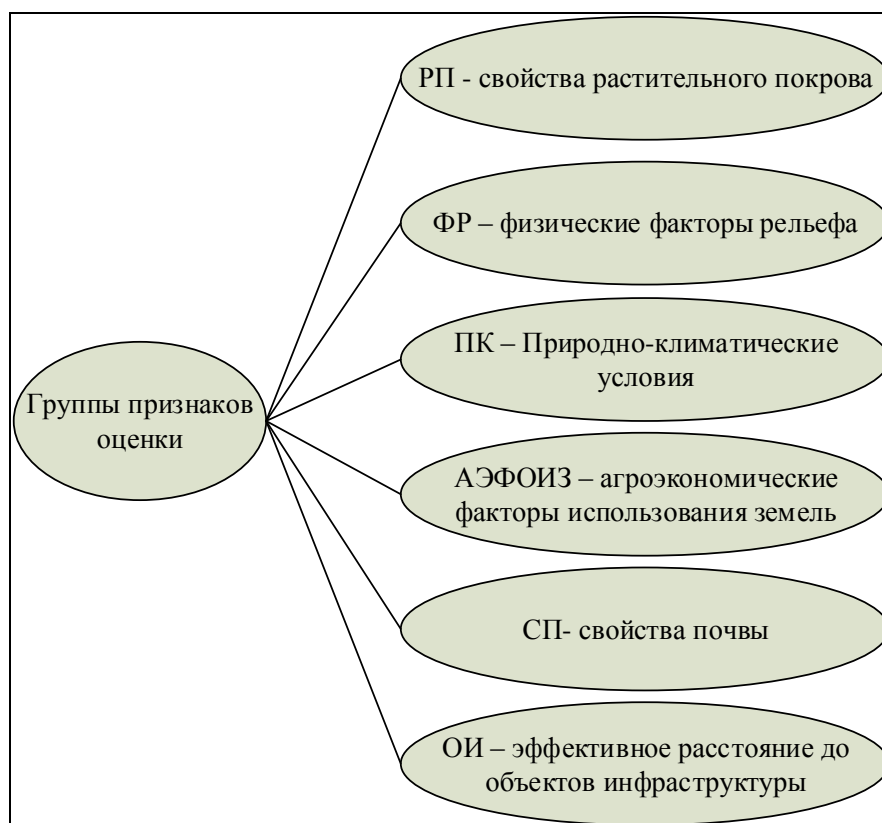 РП - свойства растительного покрова
ФР – физические факторы рельефа
ПК – Природно-климатические
условия
Группы признаков
оценки
АЭФОИЗ – агроэкономические
факторы использования земель
СП- свойства почвы
ОИ – эффективное расстояние до
объектов инфраструктуры